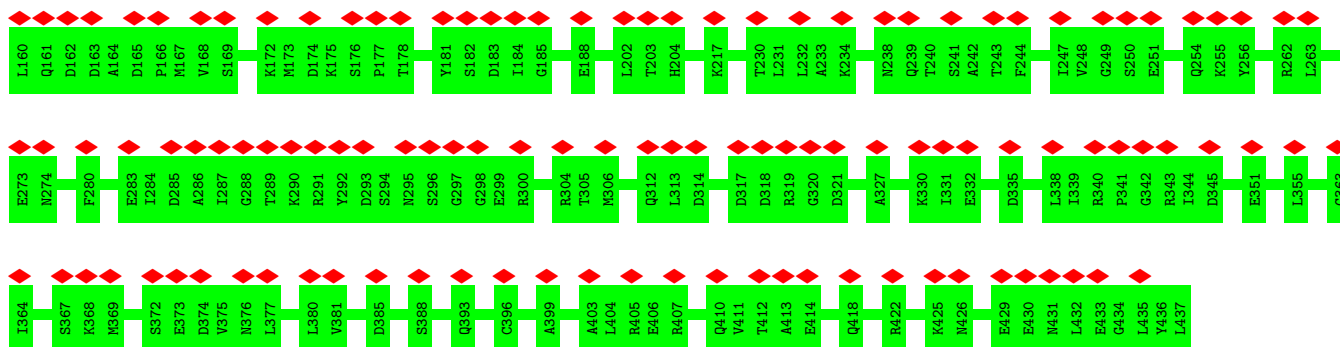 L160 Q161 D162 D163 A164 D165 P166 M167 V168 S169 K172 M173 D174 K175 S176 P177 T178 Y181 S182 D183 I184 G185 E188 L202 T203 H204 K217 T230 L231 L232 A233 K234 N238 Q239 T240 S241 A242 T243 F244 I247 V248 G249 S250 E251 Q254 K255 Y256 R262 L263
E273 N274 F280 E283 I284 D285 A286 I287 G288 T289 K290 R291 Y292 D293 S294 N295 S296 G297 G298 E299 R300 R304 T305 M306 Q312 L313 D314 D317 D318 R319 G320 D321 A327 K330 I331 E332 D335 L338 I339 R340 P341 G342 R343 I344 D345 E351 L355
I364 S367 K368 M369 S372 E373 D374 V375 N376 L377 L380 V381 D385 S388 Q393 C396 A399 A403 L404 R405 E406 R407 Q410 V411 T412 A413 E414 Q418 R422 K425 N426 E429 E430 N431 L432 E433 G434 L435 Y436 L437